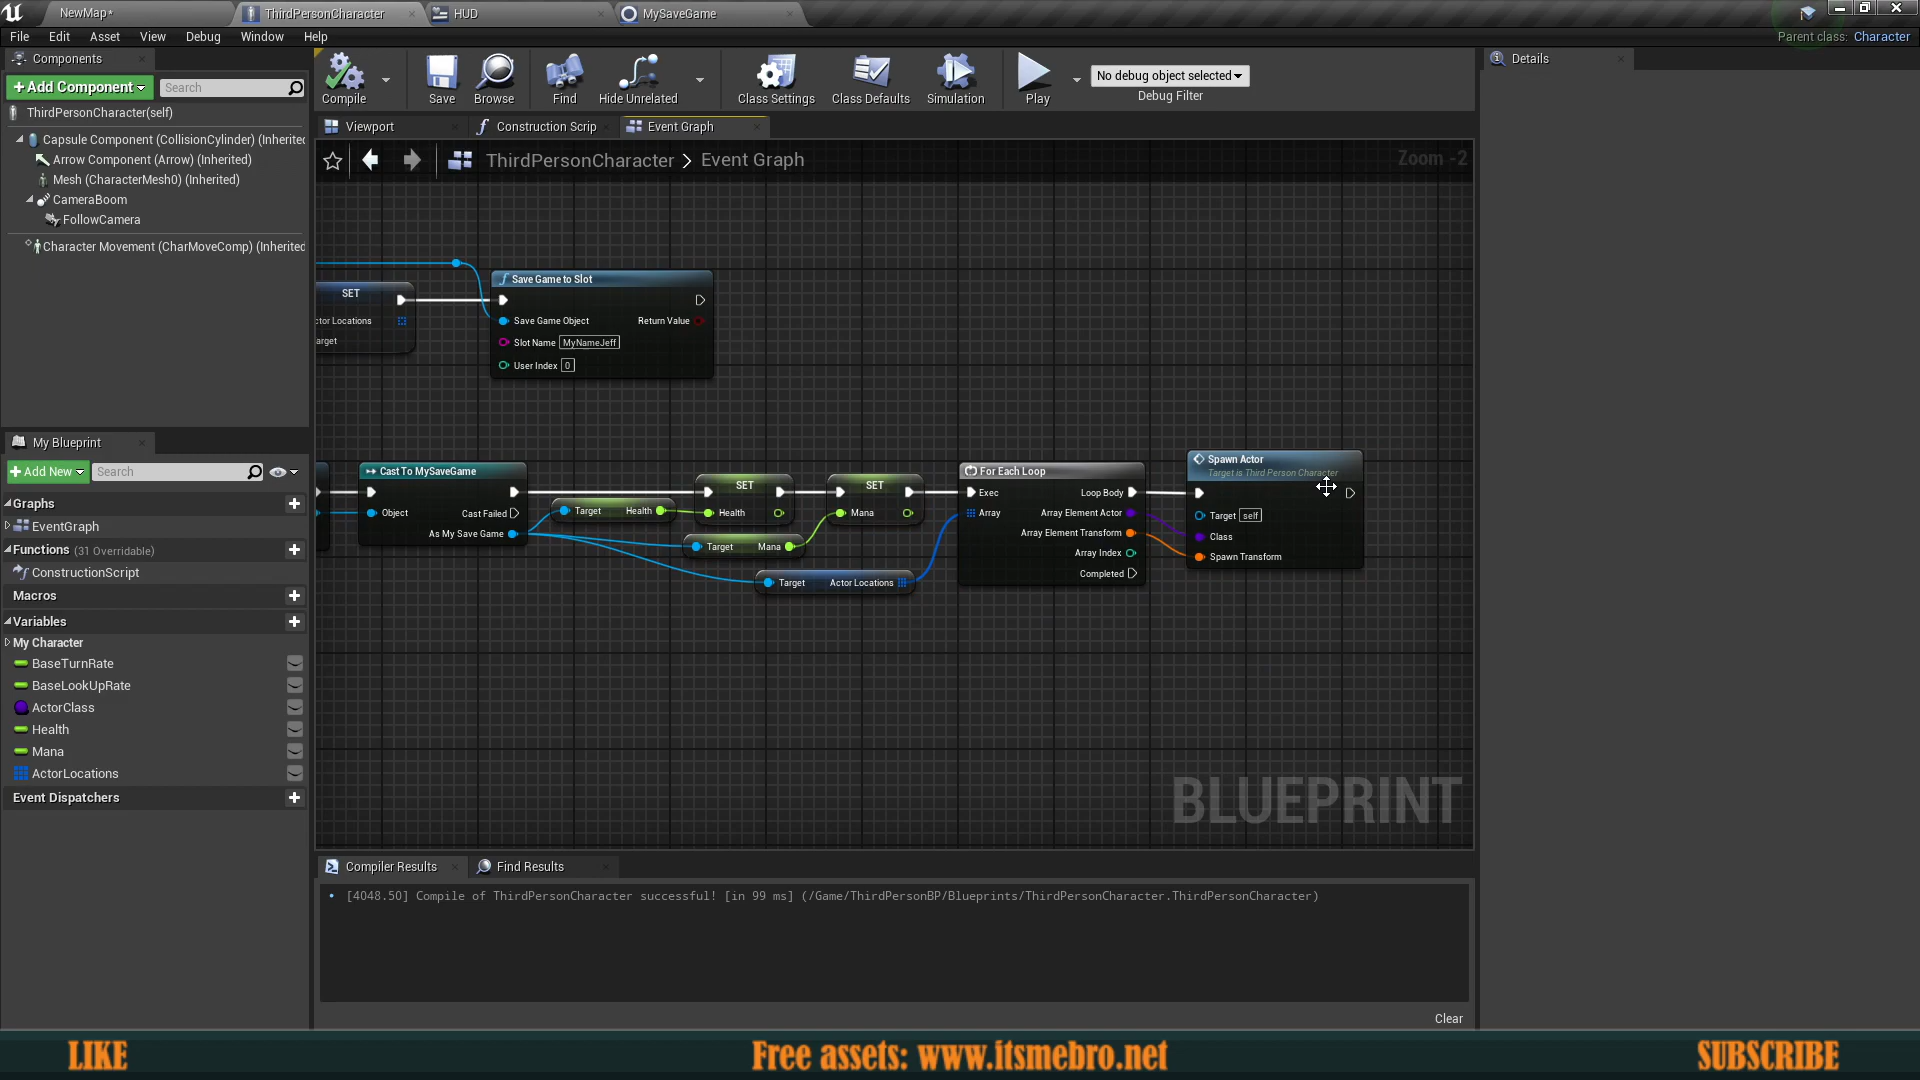 NewMap*
ThirdPersonCharacter
HUD
MySaveGame
File Edit Asset View Debug Window Help
Parent class: Character
Components
+Add Component
Search
ThirdPersonCharacter(self)
Capsule Component (CollisionCylinder) (Inherited
Arrow Component (Arrow) (Inherited)
Mesh (CharacterMesh0) (Inherited)
CameraBoom
FollowCamera
Character Movement (CharMoveComp) (Inherited
Compile
Save
Browse
Find
Hide Unrelated
Class Settings
Class Defaults
Simulation
Play
No debug object selected
Debug Filter
Details
Viewport
Construction Scrip
Event Graph
ThirdPersonCharacter > Event Graph
Zoom -2
SET
ctor Locations
arget
Save Game to Slot
Save Game Object
Return Value
Slot Name MyNameJeff
User Index 0
Cast To MySaveGame
Object
Cast Failed
As My Save Game
Target Health
SET
Health
Target Mana
SET
Mana
Target Actor Locations
For Each Loop
Exec Loop Body
Array Array Element Actor
Array Element Transform
Array Index
Completed
Spawn Actor
Target is Third Person Character
Target self
Class
Spawn Transform
BLUEPRINT
My Blueprint
+Add New
Search
Graphs
EventGraph
Functions (31 Overridable)
ConstructionScript
Macros
Variables
My Character
BaseTurnRate
BaseLookUpRate
ActorClass
Health
Mana
ActorLocations
Event Dispatchers
Compiler Results
Find Results
[4048.50] Compile of ThirdPersonCharacter successful! [in 99 ms] (/Game/ThirdPersonBP/Blueprints/ThirdPersonCharacter.ThirdPersonCharacter)
Clear
LIKE
Free assets: www.itsmebro.net
SUBSCRIBE